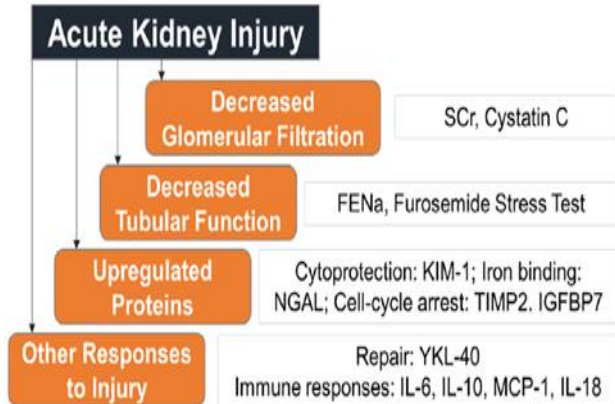 Acute Kidney Injury
Decreased
Glomerular Filtration
SCr, Cystatin C
Decreased
Tubular Function
FENa, Furosemide Stress Test
Upregulated
Proteins
Cytoprotection: KIM-1; Iron binding:
NGAL; Cell-cycle arrest: TIMP2. IGFBP7
Other Responses
to Injury
Repair: YKL-40
Immune responses: IL-6, IL-10, MCP-1, IL-18